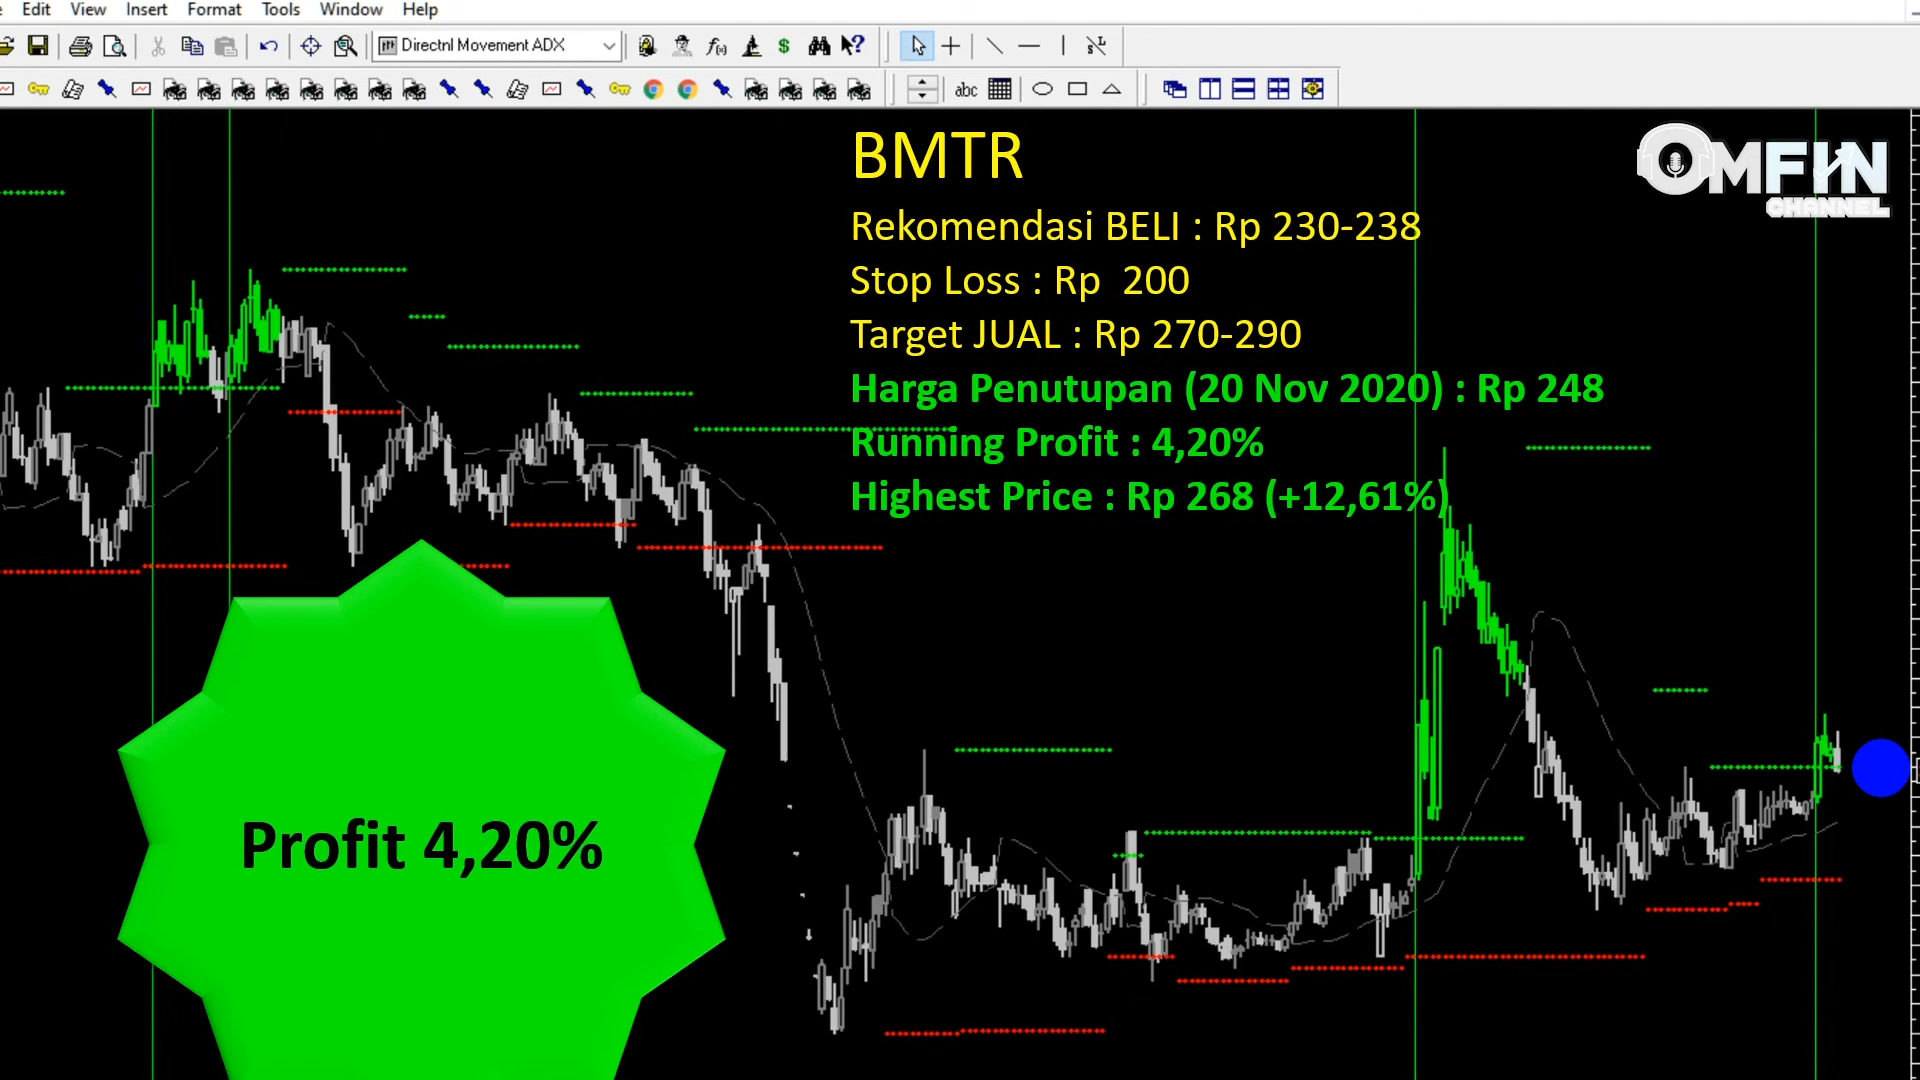 Edit View Insert Format Tools Window Help
Directnl Movement ADX
abc
BMTR
OMFIN
CHANNEL
Rekomendasi BELI : Rp 230-238
Stop Loss : Rp 200
Target JUAL : Rp 270-290
Harga Penutupan (20 Nov 2020) : Rp 248
Running Profit : 4,20%
Highest Price : Rp 268 (+12,61%)
Profit 4,20%